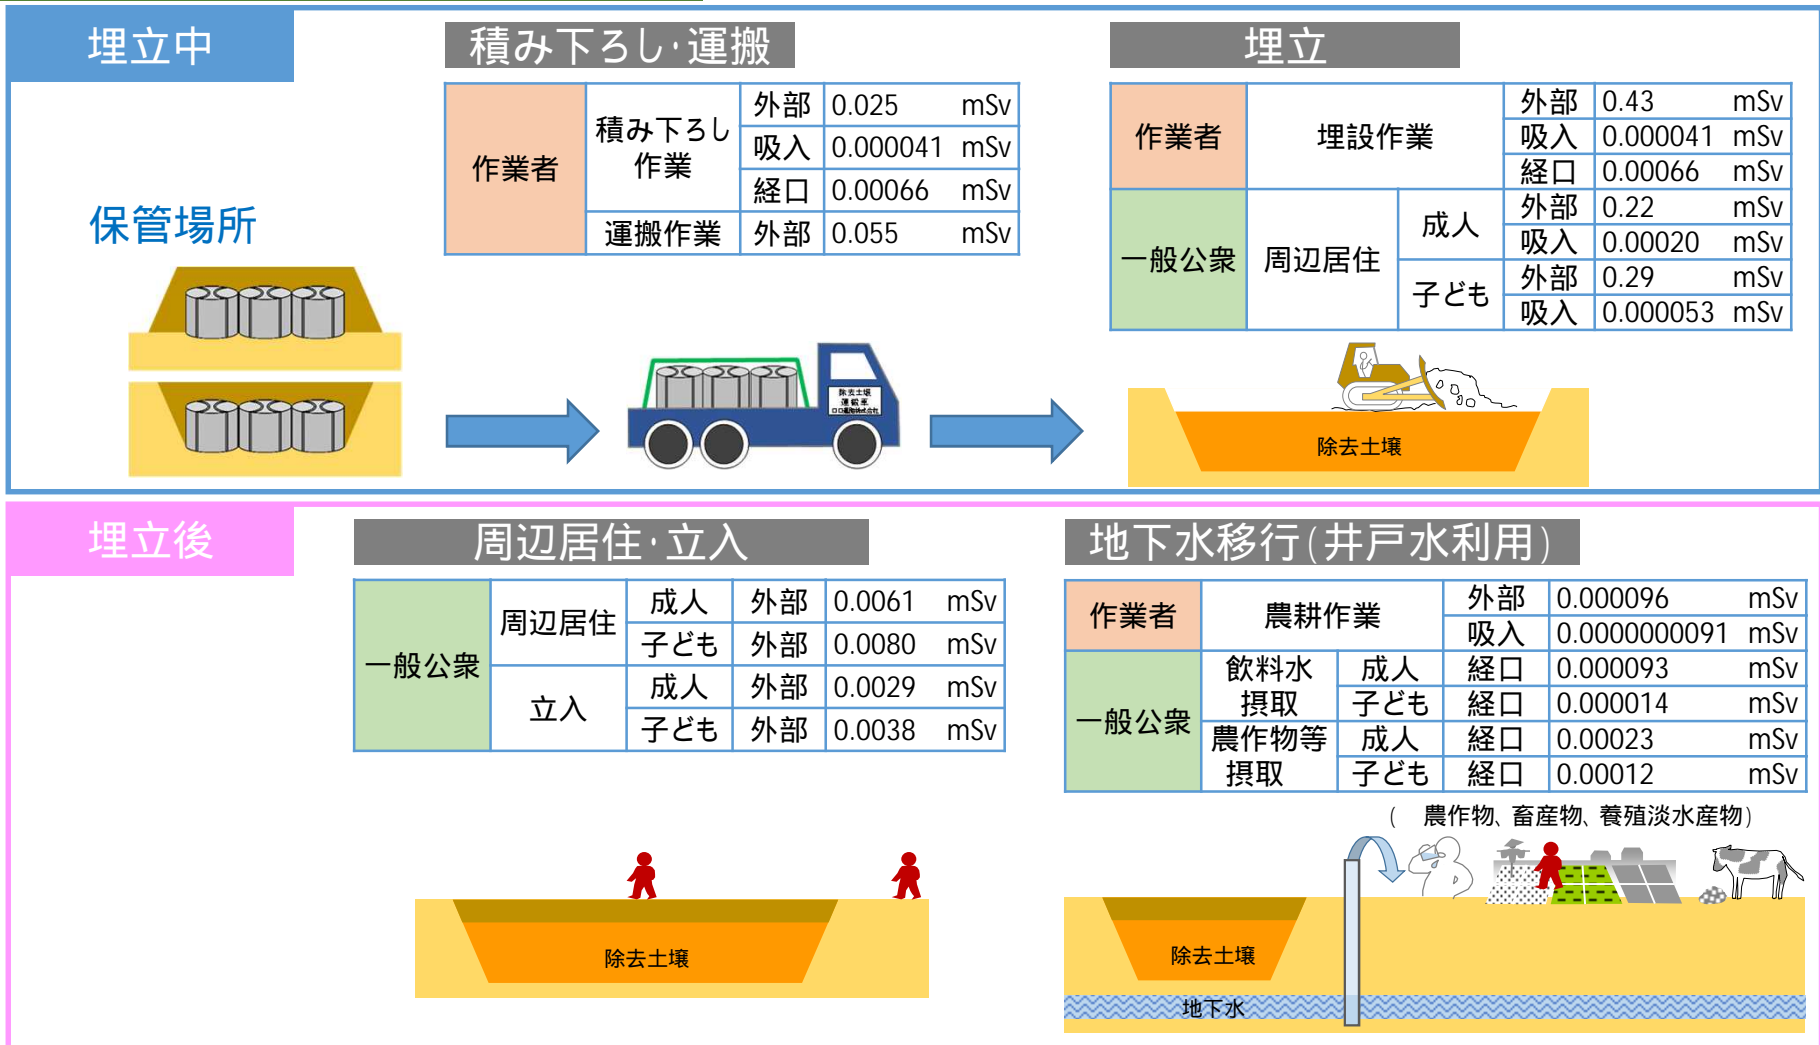 埋立中
積み下ろし・運搬
作業者 積み下ろし作業 外部 0.025 mSv
吸入 0.000041 mSv
経口 0.00066 mSv
運搬作業 外部 0.055 mSv
埋立
作業者 埋設作業 外部 0.43 mSv
吸入 0.000041 mSv
経口 0.00066 mSv
一般公衆 周辺居住 成人 外部 0.22 mSv
吸入 0.00020 mSv
子ども 外部 0.29 mSv
吸入 0.000053 mSv
保管場所
除去土壌
運搬車
除去土壌
埋立後
周辺居住・立入
一般公衆 周辺居住 成人 外部 0.0061 mSv
子ども 外部 0.0080 mSv
立入 成人 外部 0.0029 mSv
子ども 外部 0.0038 mSv
除去土壌
地下水移行(井戸水利用)
作業者 農耕作業 外部 0.000096 mSv
吸入 0.0000000091 mSv
一般公衆 飲料水摂取 成人 経口 0.000093 mSv
子ども 経口 0.000014 mSv
農作物等摂取 成人 経口 0.00023 mSv
子ども 経口 0.00012 mSv
( 農作物、畜産物、養殖淡水産物)
除去土壌
地下水